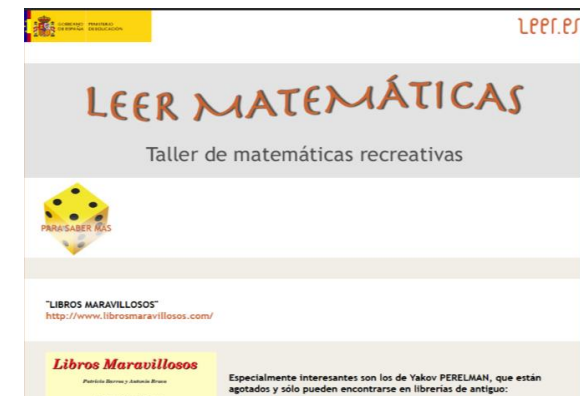 GOBIERNO MINISTERIO
DE ESPAÑA DE EDUCACIÓN
Leer.es
LEER MATEMÁTICAS
Taller de matemáticas recreativas
PARA SABER MÁS
"LIBROS MARAVILLOSOS"
http://www.librosmaravillosos.com/
Libros Maravillosos
Patricio Barros y Antonio Bravo
Especialmente interesantes son los de Yakov PERELMAN, que están
agotados y sólo pueden encontrarse en librerías de antiguo: